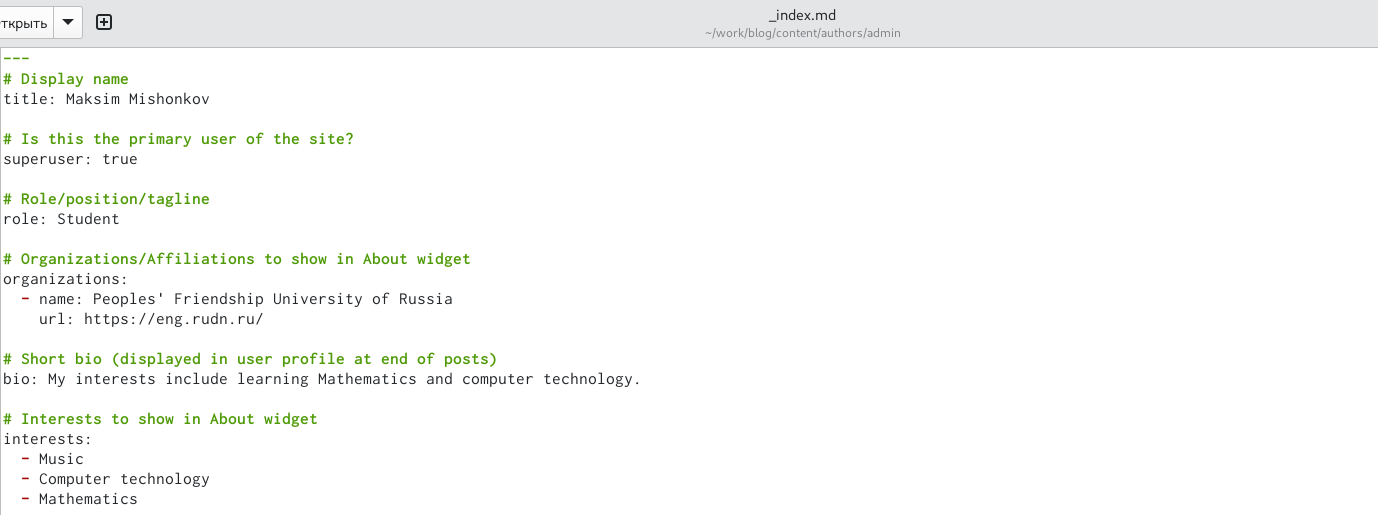 ткрыть
_index.md
~/work/blog/content/authors/admin
---
# Display name
title: Maksim Mishonkov
# Is this the primary user of the site?
superuser: true
# Role/position/tagline
role: Student
# Organizations/Affiliations to show in About widget
organizations:
- name: Peoples' Friendship University of Russia
url: https://eng.rudn.ru/
# Short bio (displayed in user profile at end of posts)
bio: My interests include learning Mathematics and computer technology.
# Interests to show in About widget
interests:
- Music
- Computer technology
- Mathematics